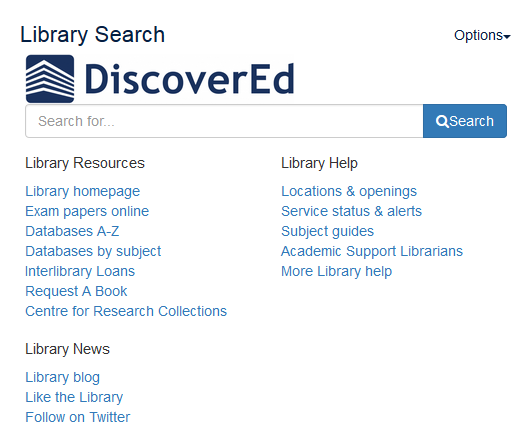 Library Search
Options
DiscoverEd
Search for...
Search
Library Resources
Library homepage
Exam papers online
Databases A-Z
Databases by subject
Interlibrary Loans
Request A Book
Centre for Research Collections
Library Help
Locations & openings
Service status & alerts
Subject guides
Academic Support Librarians
More Library help
Library News
Library blog
Like the Library
Follow on Twitter